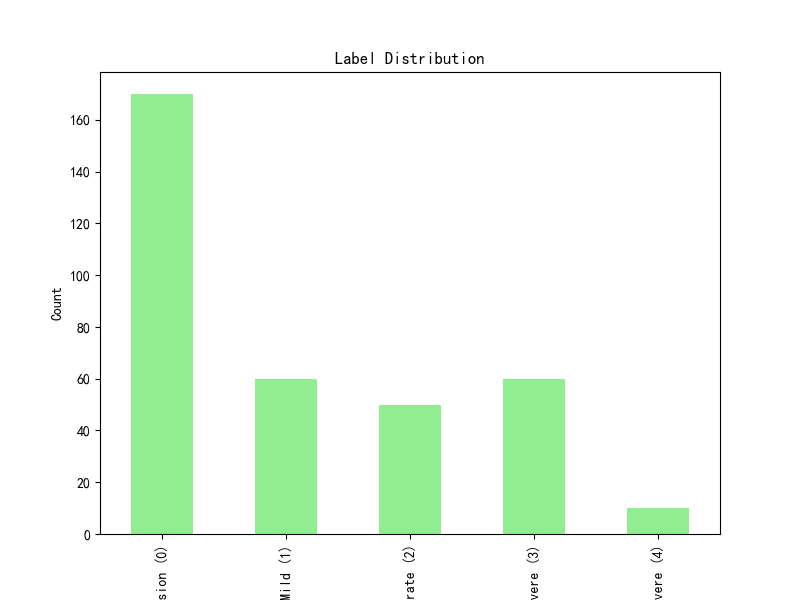 Label Distribution
Count
160
140
120
100
80
60
40
20
0
sion (0)
Mild (1)
rate (2)
vere (3)
vere (4)